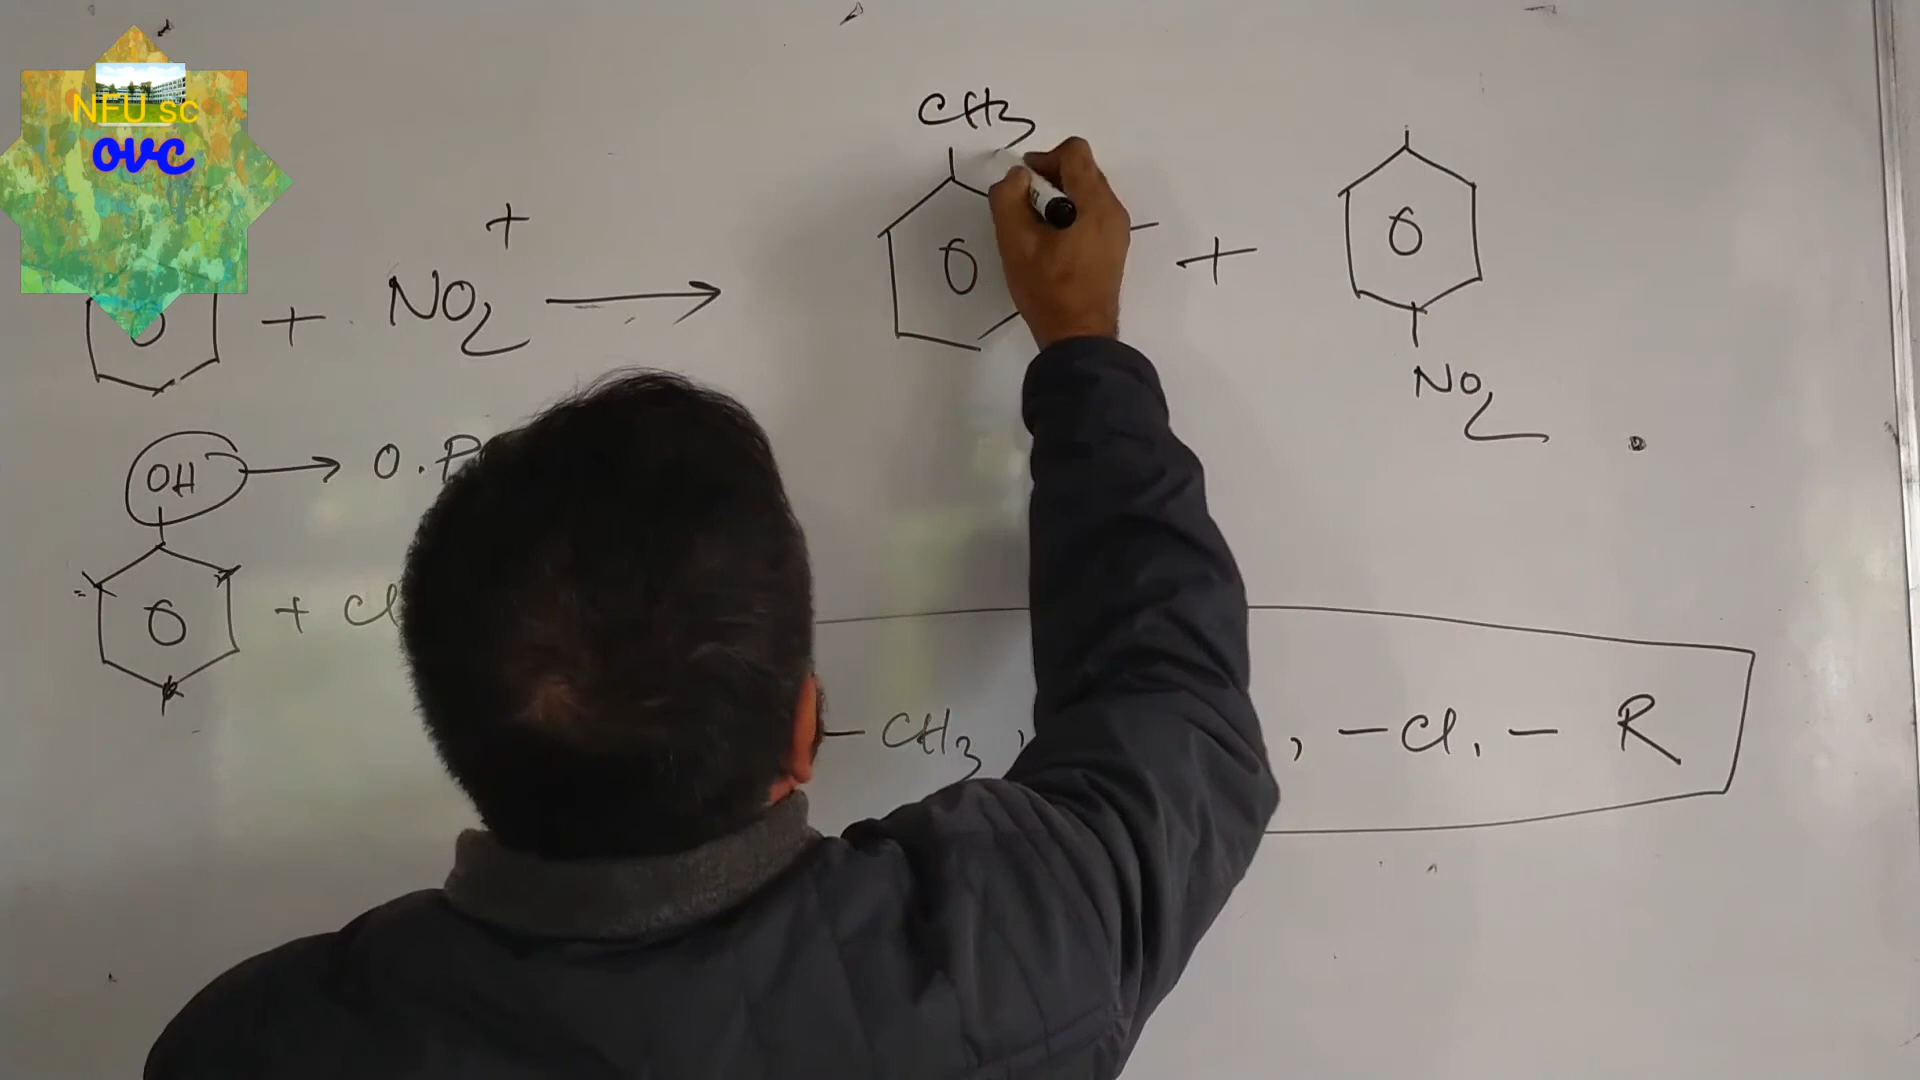 NFU SC
ovc
CH3
+ NO2+ → +
NO2
OH → O.P
+ Cl
- CH3, , - Cl, - R